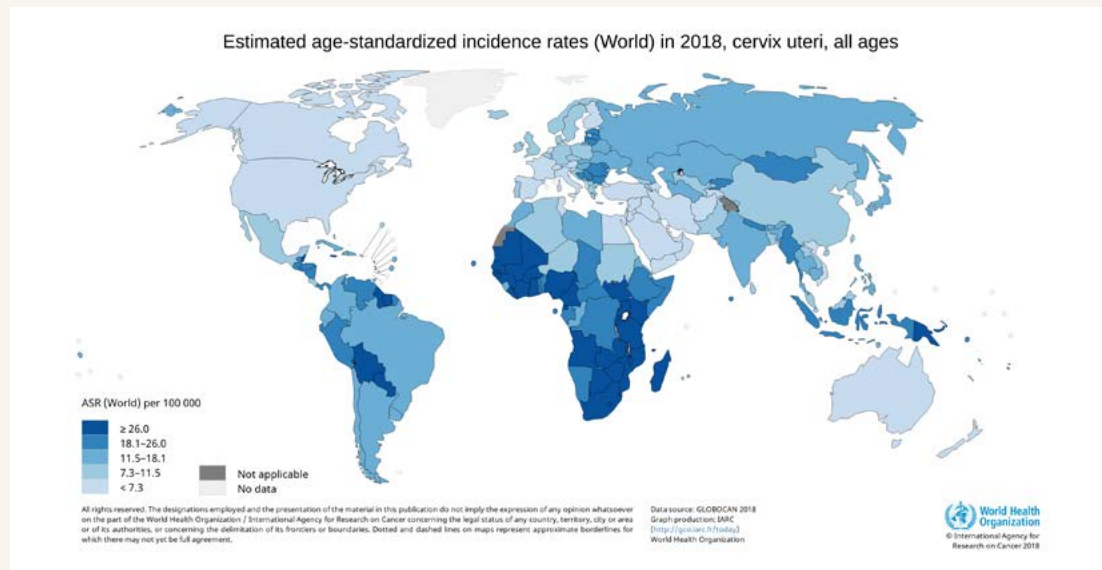 Estimated age-standardized incidence rates (World) in 2018, cervix uteri, all ages
ASR (World) per 100 000
≥ 26.0
18.1–26.0
11.5–18.1
7.3–11.5
< 7.3
Not applicable
No data
All rights reserved. The designations employed and the presentation of the material in this publication do not imply the expression of any opinion whatsoever
on the part of the World Health Organization / International Agency for Research on Cancer concerning the legal status of any country, territory, city or area
or of its authorities, or concerning the delimitation of its frontiers or boundaries. Dotted and dashed lines on maps represent approximate borderlines for
which there may not yet be full agreement.
Data source: GLOBOCAN 2018
Graph production: IARC
(http://gco.iarc.fr/today)
World Health Organization
World Health
Organization
© International Agency for
Research on Cancer 2018